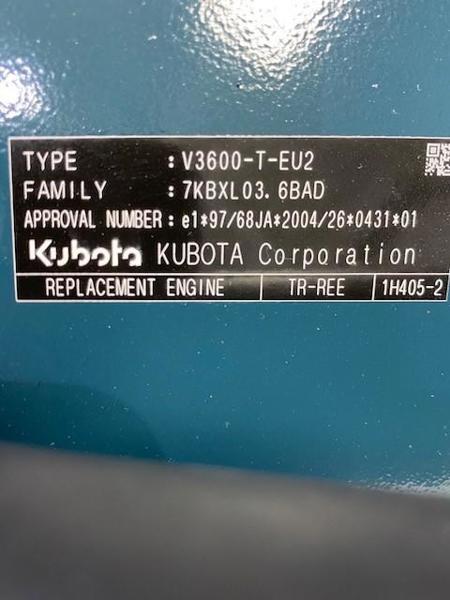 TYPE : V3600-T-EU2
FAMILY : 7KBXL03.6BAD
APPROVAL NUMBER : e1*97/68JA*2004/26*0431*01
Kubota KUBOTA Corporation
REPLACEMENT ENGINE TR-REE 1H405-2